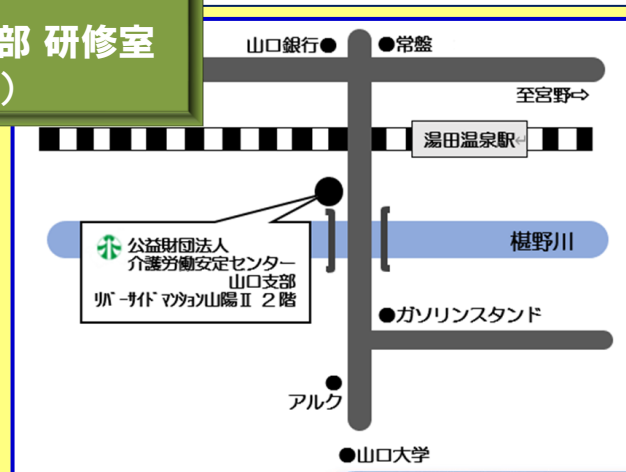 部 研修室
）
山口銀行●
●常盤
至宮野⇨
湯田温泉駅↵
公益財団法人
介護労働安定センター
山口支部
ﾘﾊﾞｰｻｲﾄﾞﾏﾝｼｮﾝ山陽Ⅱ ２階
椹野川
●ガソリンスタンド
アルク
●山口大学